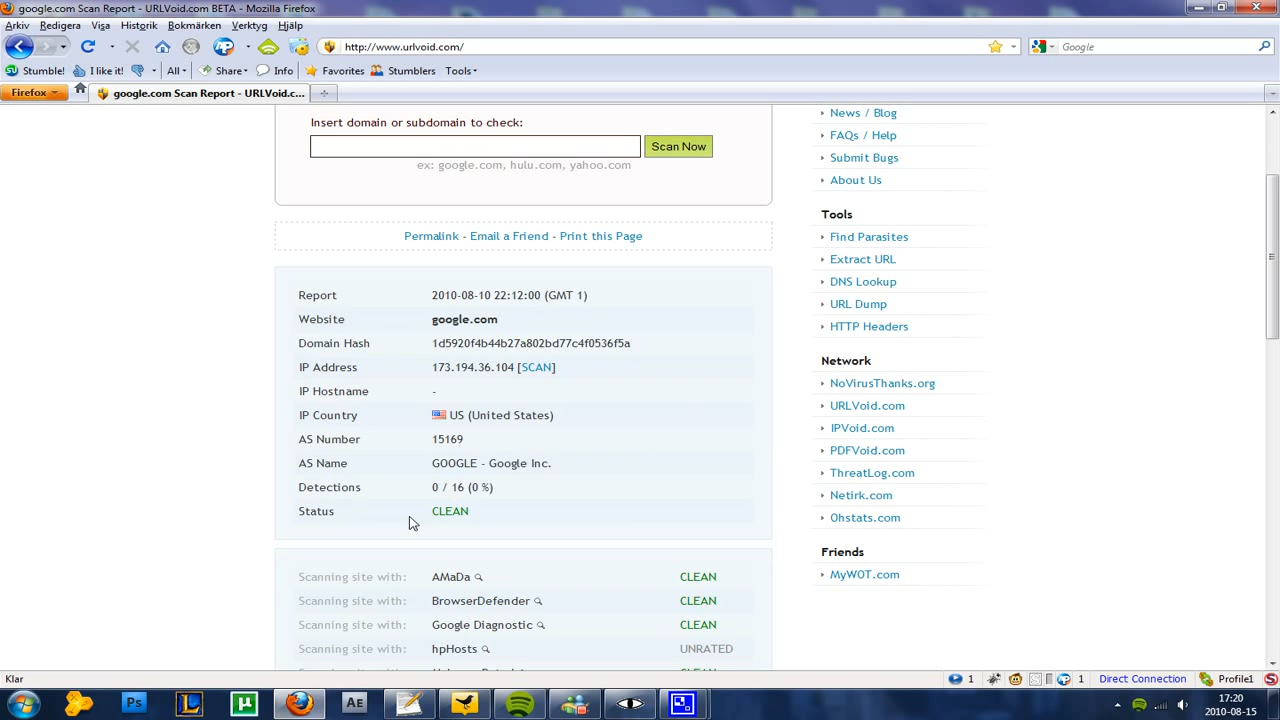 google.com Scan Report - URLVoid.com BETA - Mozilla Firefox
Arkiv Redigera Visa Historik Bokmärken Verktyg Hjälp
http://www.urlvoid.com/
Google
Stumble! I like it! All Share Info Favorites Stumblers Tools
Firefox
google.com Scan Report - URLVoid.c...
Insert domain or subdomain to check:
Scan Now
ex: google.com, hulu.com, yahoo.com
Permalink - Email a Friend - Print this Page
Report 2010-08-10 22:12:00 (GMT 1)
Website google.com
Domain Hash 1d5920f4b44b27a802bd77c4f0536f5a
IP Address 173.194.36.104 [SCAN]
IP Hostname -
IP Country US (United States)
AS Number 15169
AS Name GOOGLE - Google Inc.
Detections 0 / 16 (0 %)
Status CLEAN
Scanning site with: AMaDa CLEAN
Scanning site with: BrowserDefender CLEAN
Scanning site with: Google Diagnostic CLEAN
Scanning site with: hpHosts UNRATED
News / Blog
FAQs / Help
Submit Bugs
About Us
Tools
Find Parasites
Extract URL
DNS Lookup
URL Dump
HTTP Headers
Network
NoVirusThanks.org
URLVoid.com
IPVoid.com
PDFVoid.com
ThreatLog.com
Netirk.com
Ohstats.com
Friends
MyWOT.com
Klar
1
1
Direct Connection
Profile1
Ps
L
µ
Ae
17:20
2010-08-15